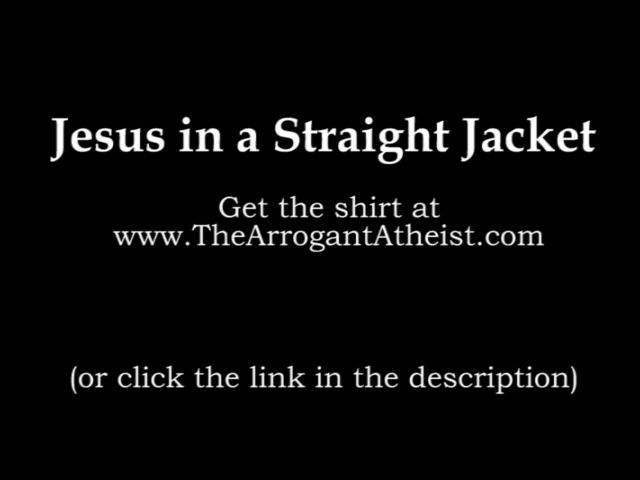 Jesus in a Straight Jacket
Get the shirt at
www.TheArrogantAtheist.com
(or click the link in the description)